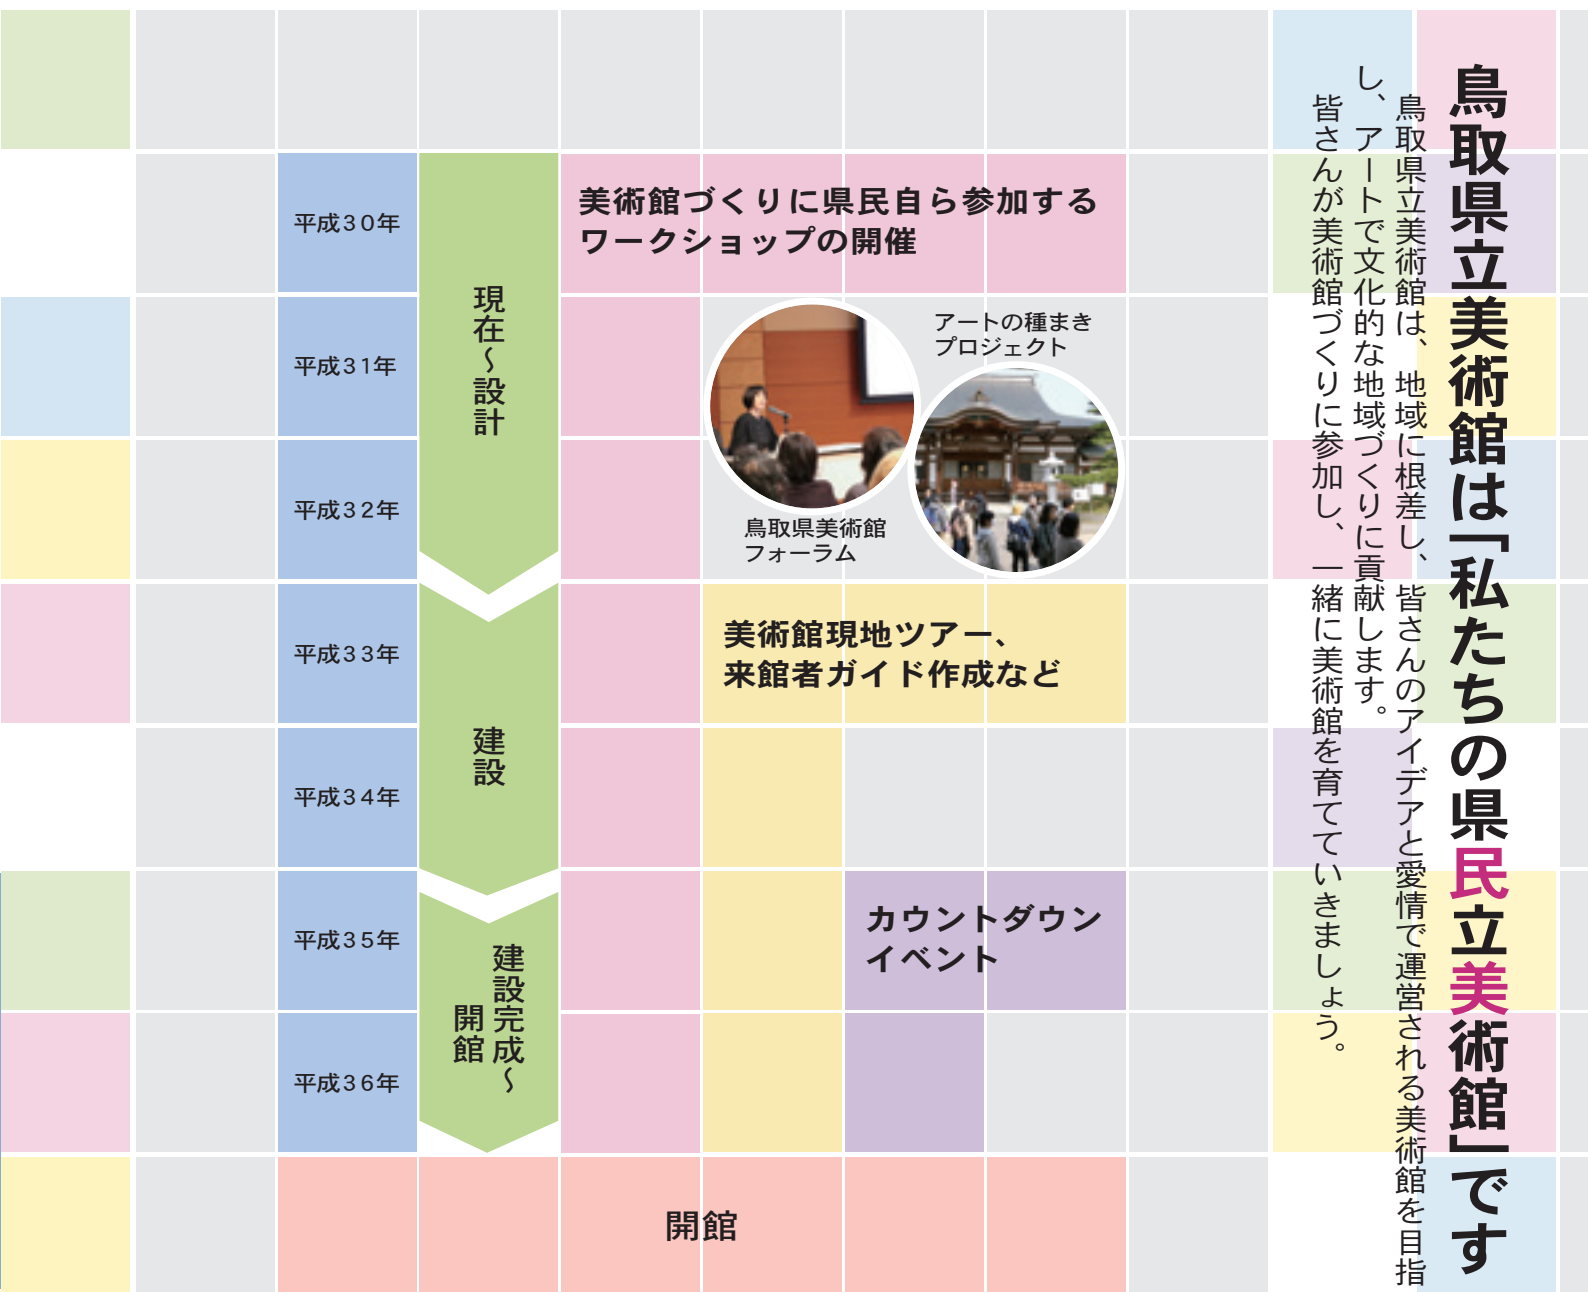 鳥取県立美術館は「私たちの県民立美術館」です
鳥取県立美術館は、地域に根差し、皆さんのアイデアと愛情で運営される美術館を目指
し、アートで文化的な地域づくりに貢献します。
皆さんが美術館づくりに参加し、一緒に美術館を育てていきましょう。
平成30年
平成31年
平成32年
平成33年
平成34年
平成35年
平成36年
現在〜設計
建設
建設完成〜
開館
美術館づくりに県民自ら参加する
ワークショップの開催
アートの種まき
プロジェクト
鳥取県美術館
フォーラム
美術館現地ツアー、
来館者ガイド作成など
カウントダウン
イベント
開館